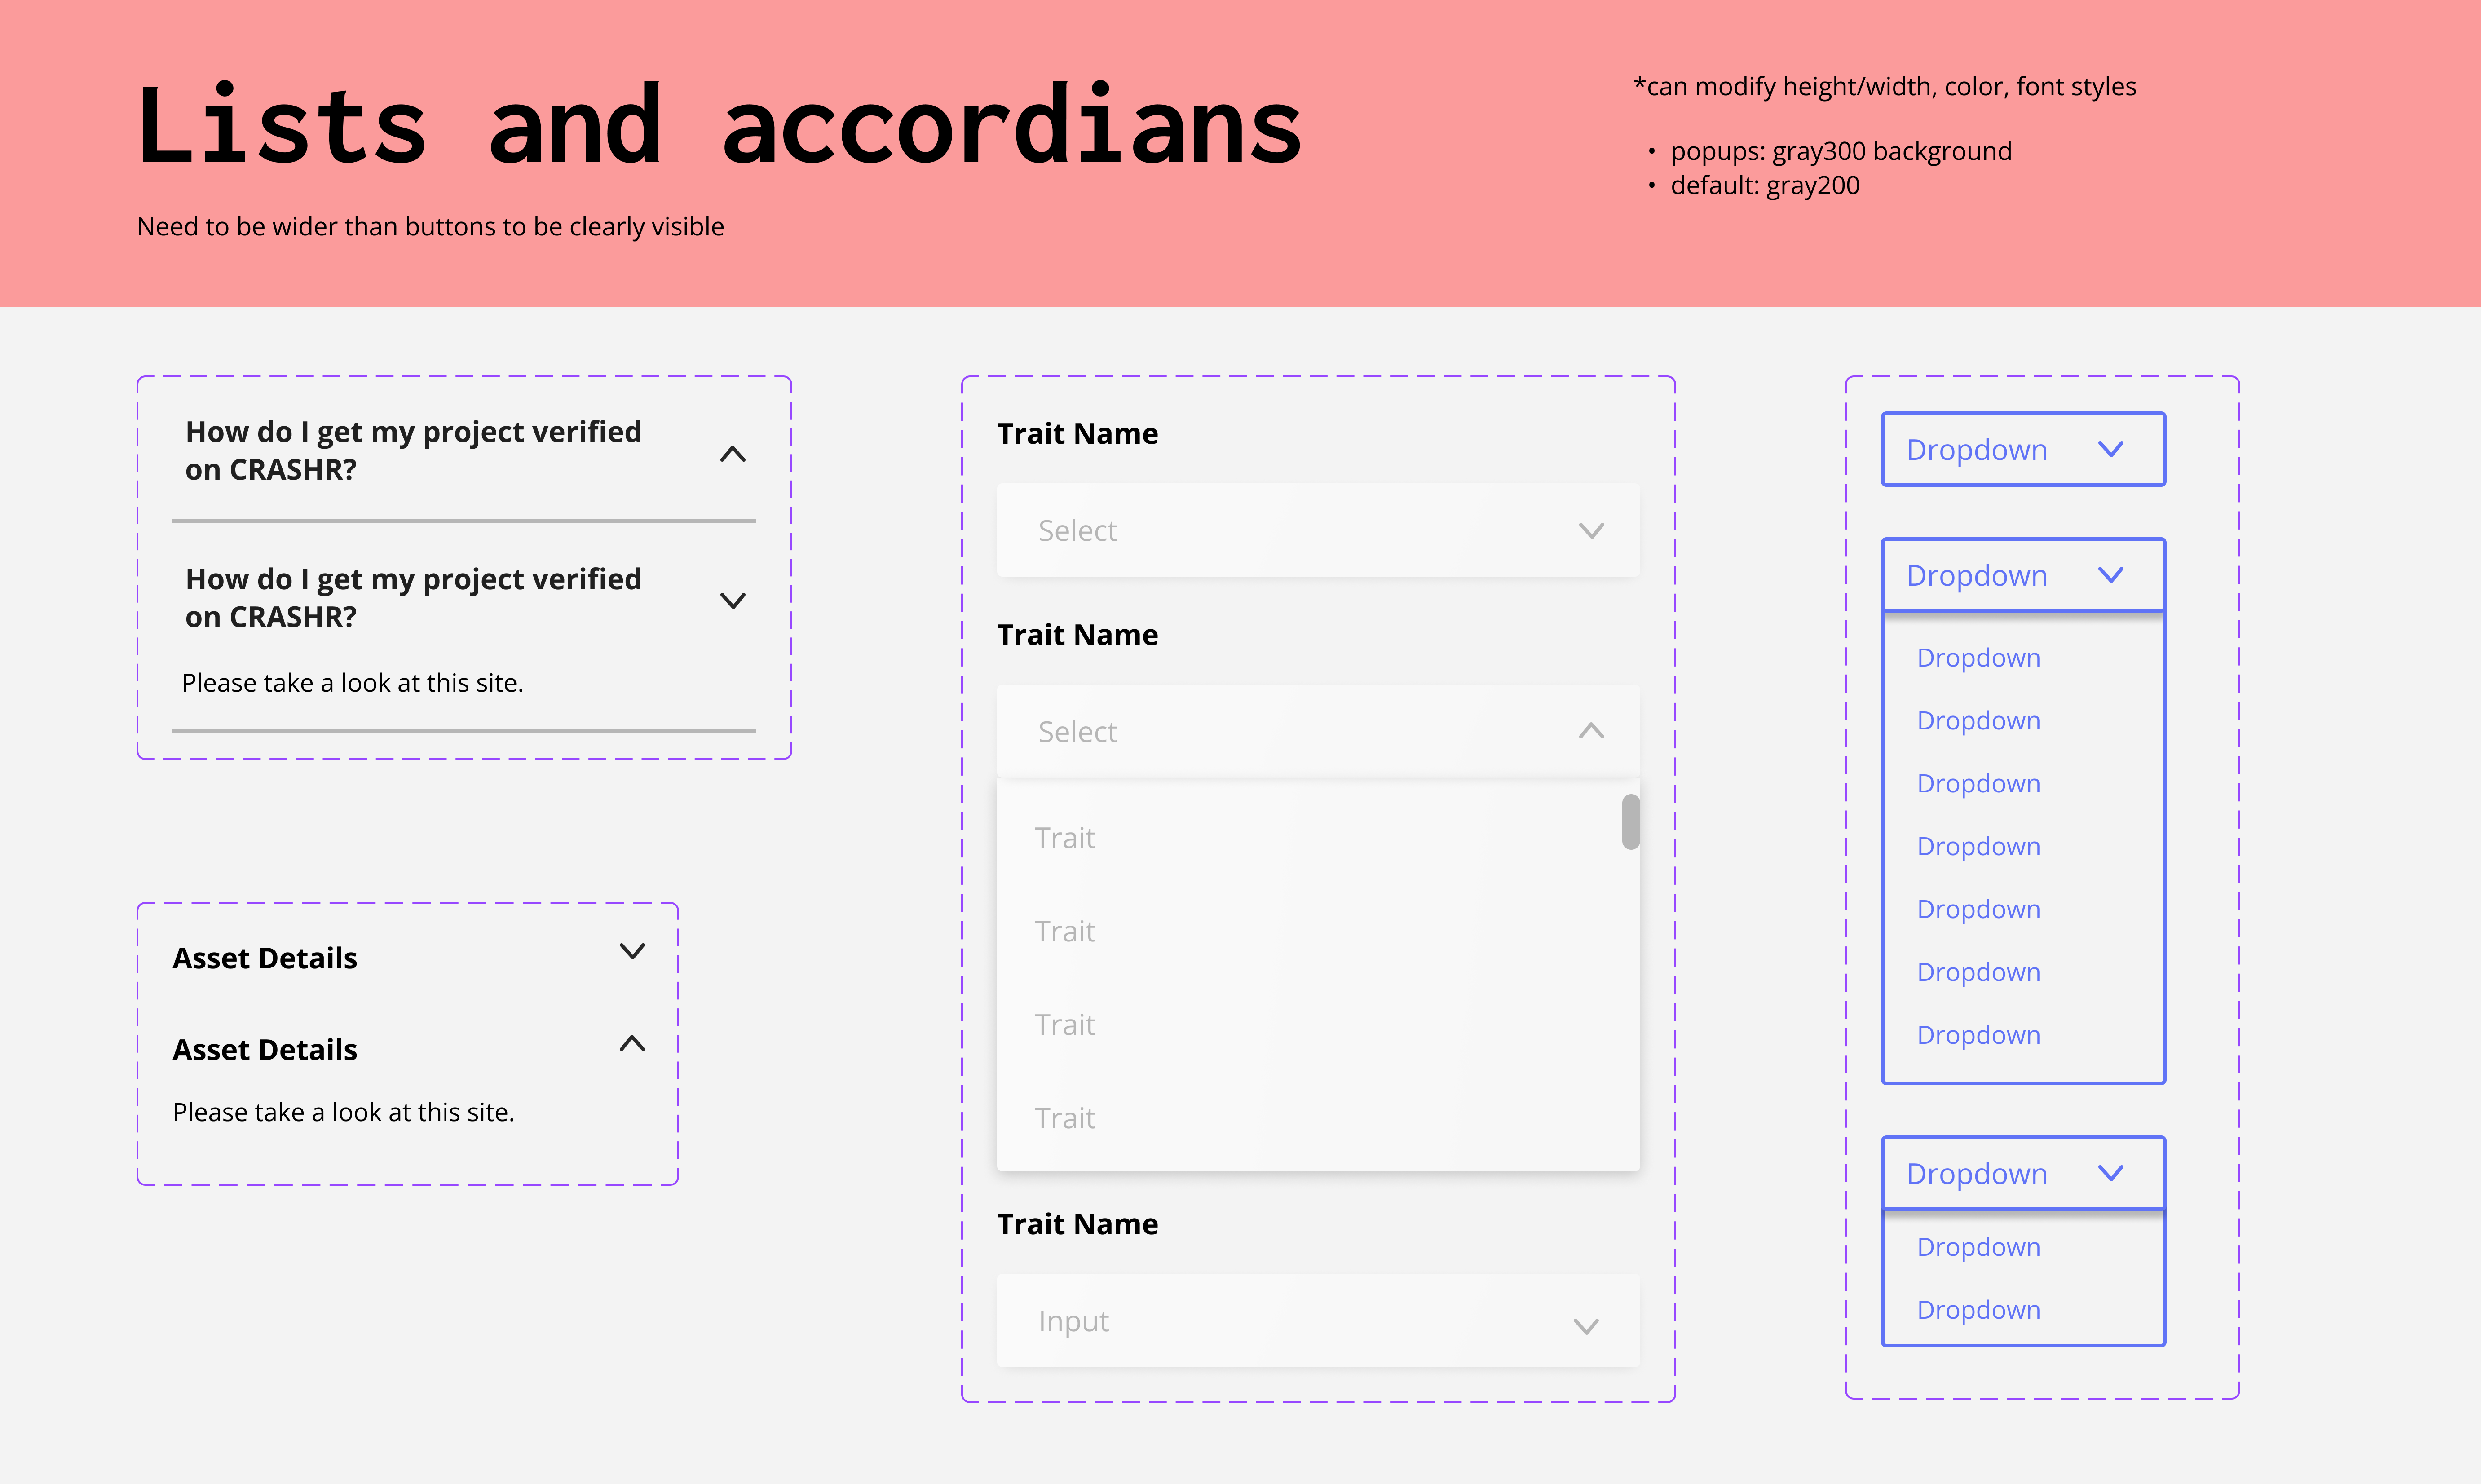 Lists and accordians
Need to be wider than buttons to be clearly visible
*can modify height/width, color, font styles
• popups: gray300 background
• default: gray200
How do I get my project verified
on CRASHR?
How do I get my project verified
on CRASHR?
Please take a look at this site.
Asset Details
Asset Details
Please take a look at this site.
Trait Name
Select
Trait Name
Select
Trait
Trait
Trait
Trait
Trait Name
Input
Dropdown
Dropdown
Dropdown
Dropdown
Dropdown
Dropdown
Dropdown
Dropdown
Dropdown
Dropdown
Dropdown
Dropdown